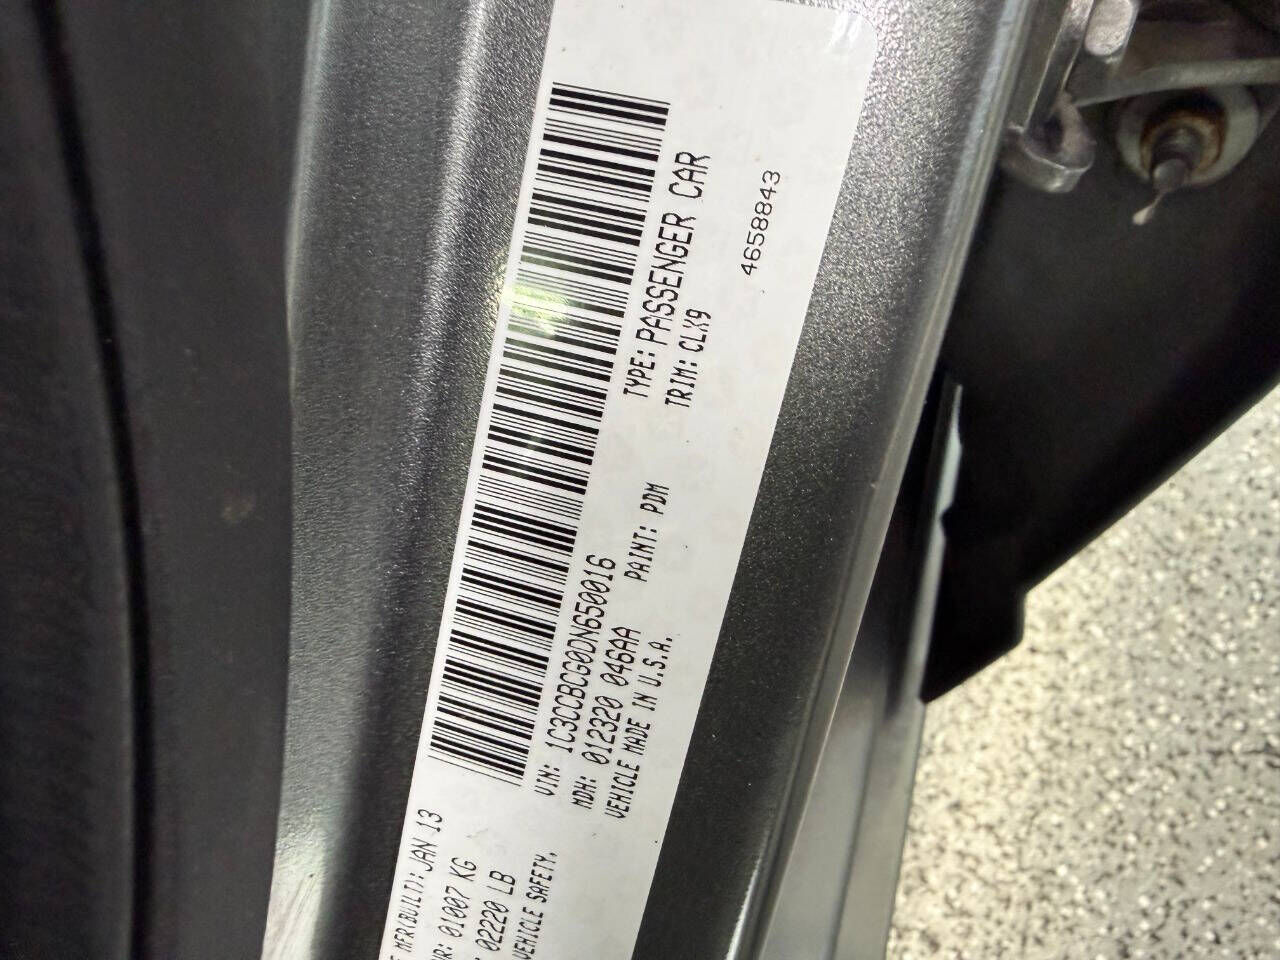 MFR(BUILT): JAN 13
01007 KG
02220 LB
VEHICLE SAFETY,
VIN: 1C3CCBCG0DN650016
MDH: 012320 046AA
PAINT: PDM
VEHICLE MADE IN U.S.A.
TYPE: PASSENGER CAR
TRIM: CLX9
4658843